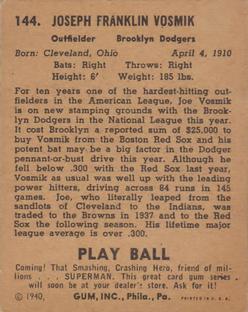 144. JOSEPH FRANKLIN VOSMIK
Outfielder Brooklyn Dodgers
Born: Cleveland, Ohio April 4, 1910
Bats: Right Throws: Right
Height: 6' Weight: 185 lbs.
For ten years one of the hardest-hitting out-
fielders in the American League, Joe Vosmik
is on new stamping grounds with the Brook-
lyn Dodgers in the National League this year.
It cost Brooklyn a reported sum of $25,000 to
buy Vosmik from the Boston Red Sox and his
potent bat may be a big factor in the Dodger
pennant-or-bust drive this year. Although he
fell below .300 with the Red Sox last year,
Vosmik as usual was well up with the leading
power hitters, driving across 84 runs in 145
games. Joe, who literally leaped from the
sandlots of Cleveland to the Indians, was
traded to the Browns in 1937 and to the Red
Sox the following season. His lifetime major
league average is over .300.
PLAY BALL
Coming! That Smashing, Crashing Hero, friend of mil-
lions . . . SUPERMAN. This great card gum series
will soon be at your dealer's store. Ask for it!
© 1940, GUM, INC., Phila., Pa. PRINTED IN U. S. A.